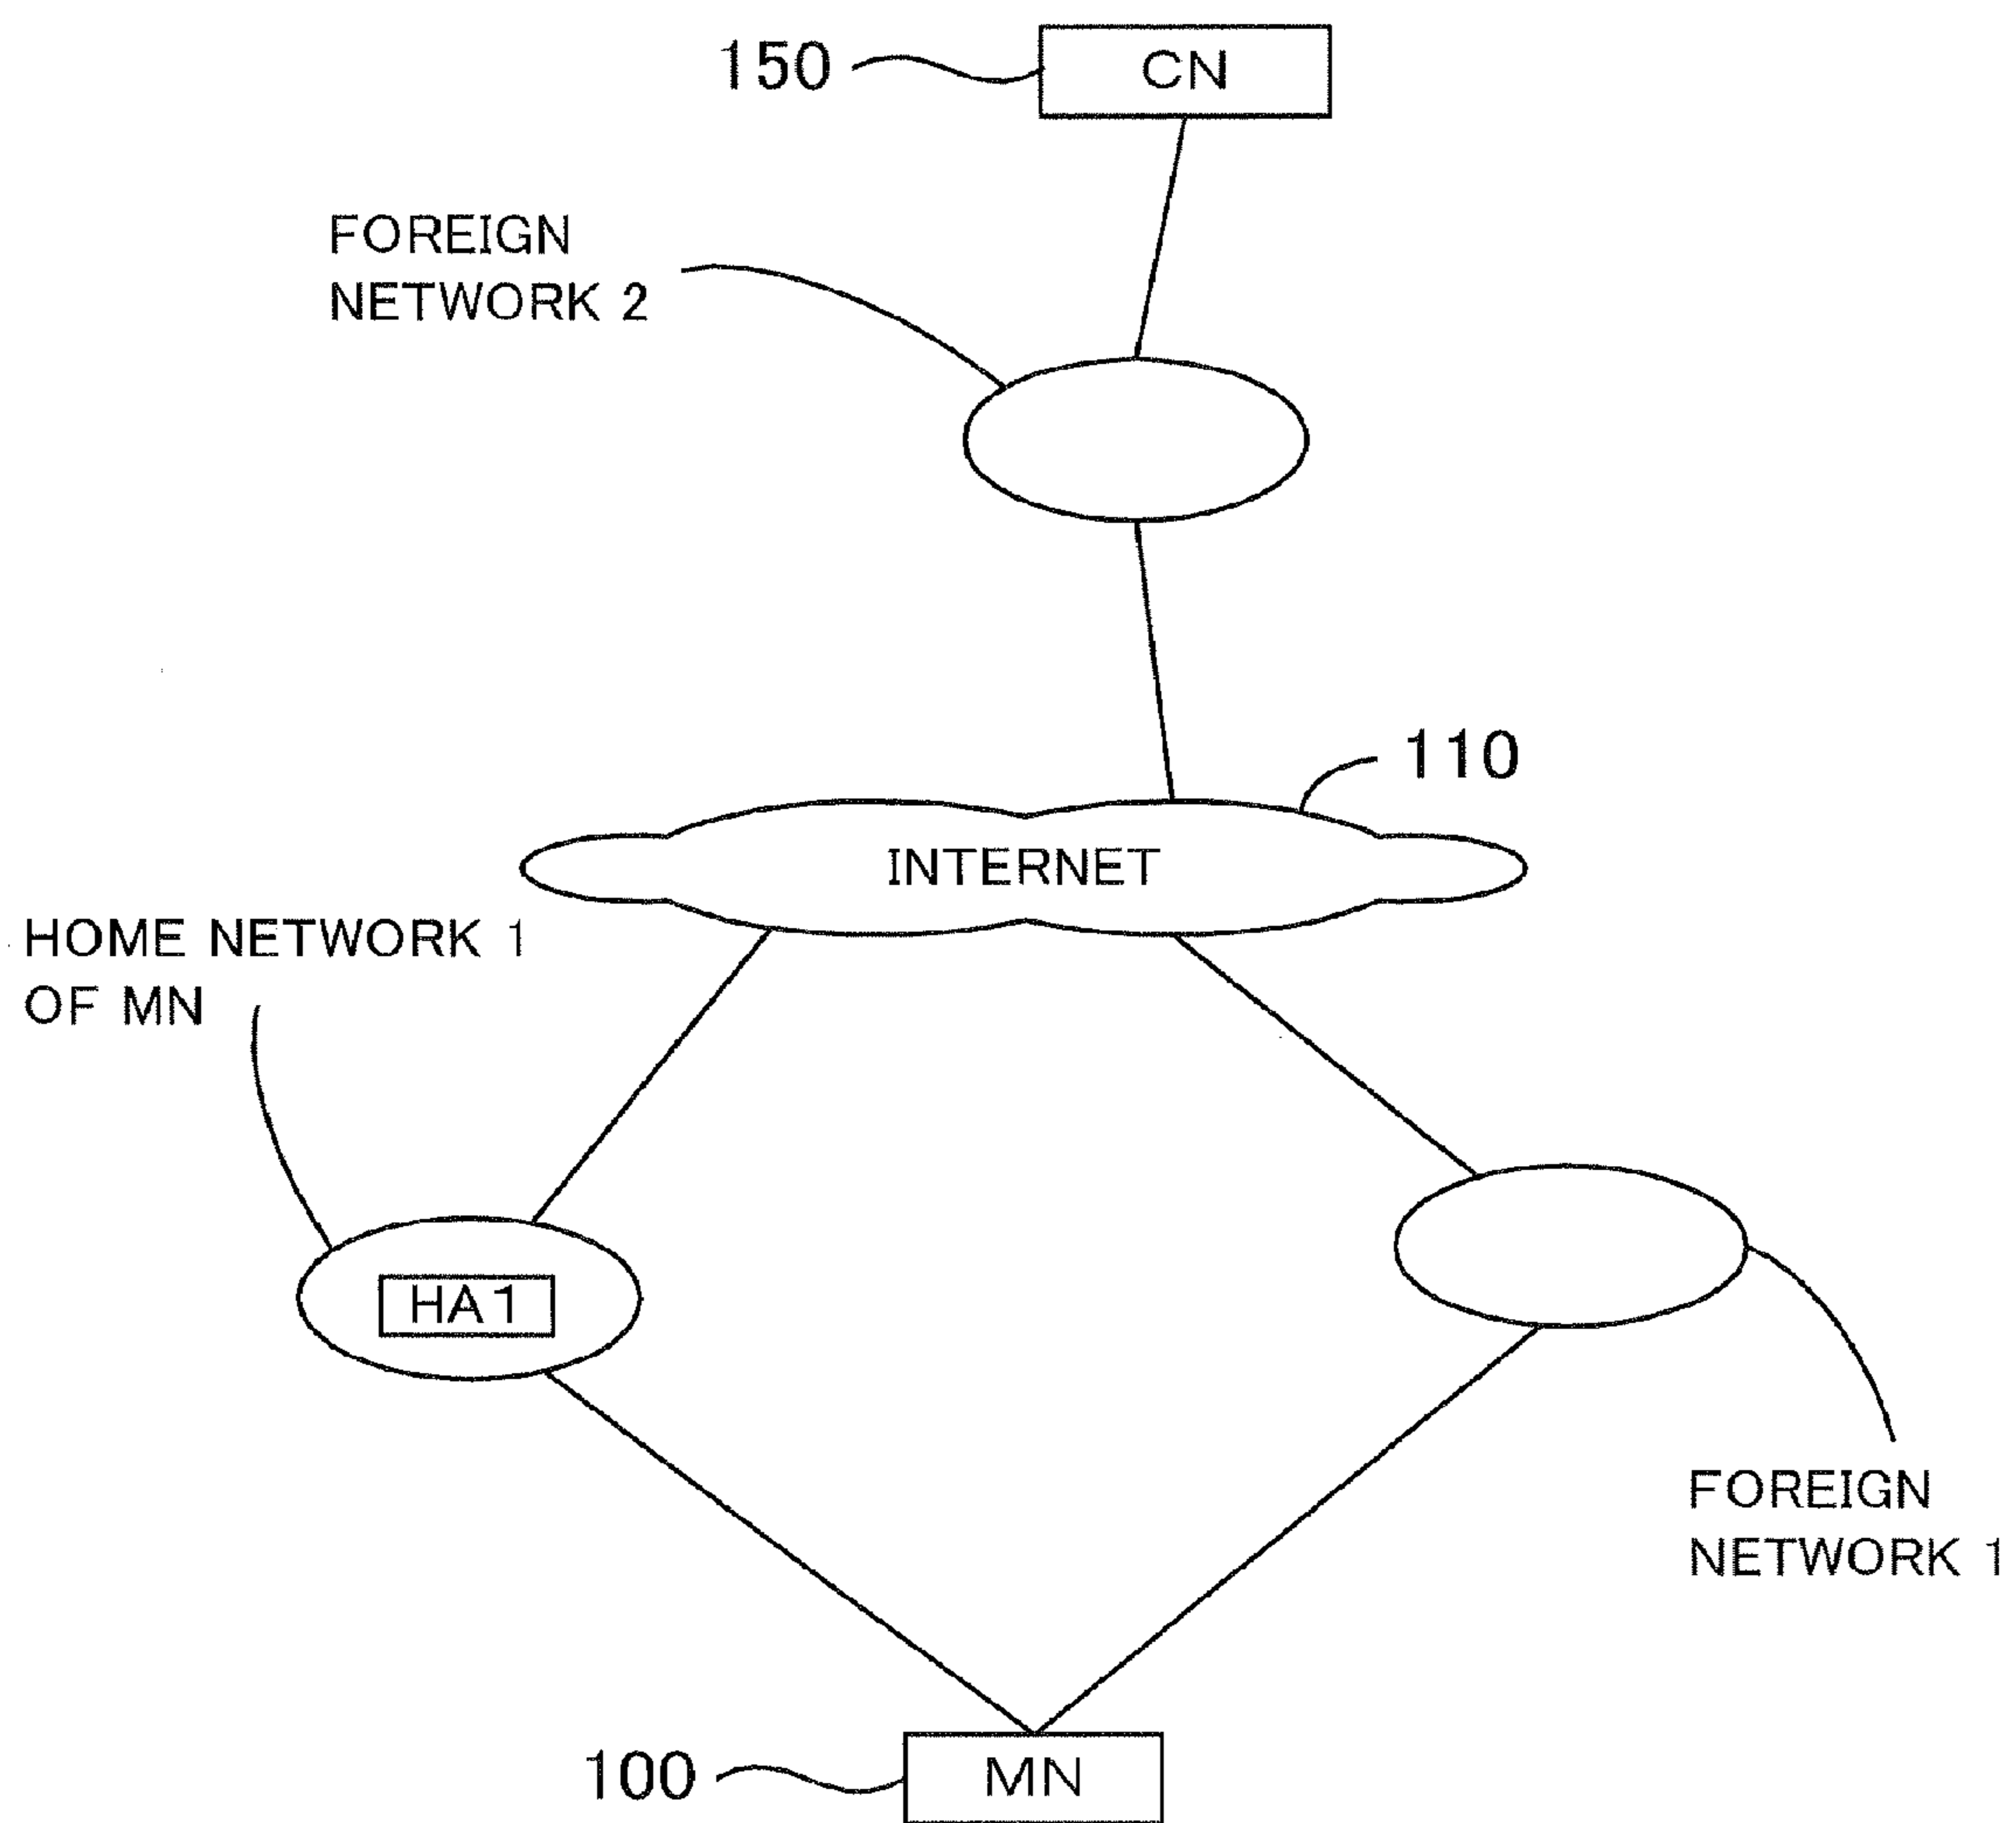 150
CN
FOREIGN
NETWORK 2
110
INTERNET
HOME NETWORK 1
OF MN
HA1
FOREIGN
NETWORK 1
100
MN